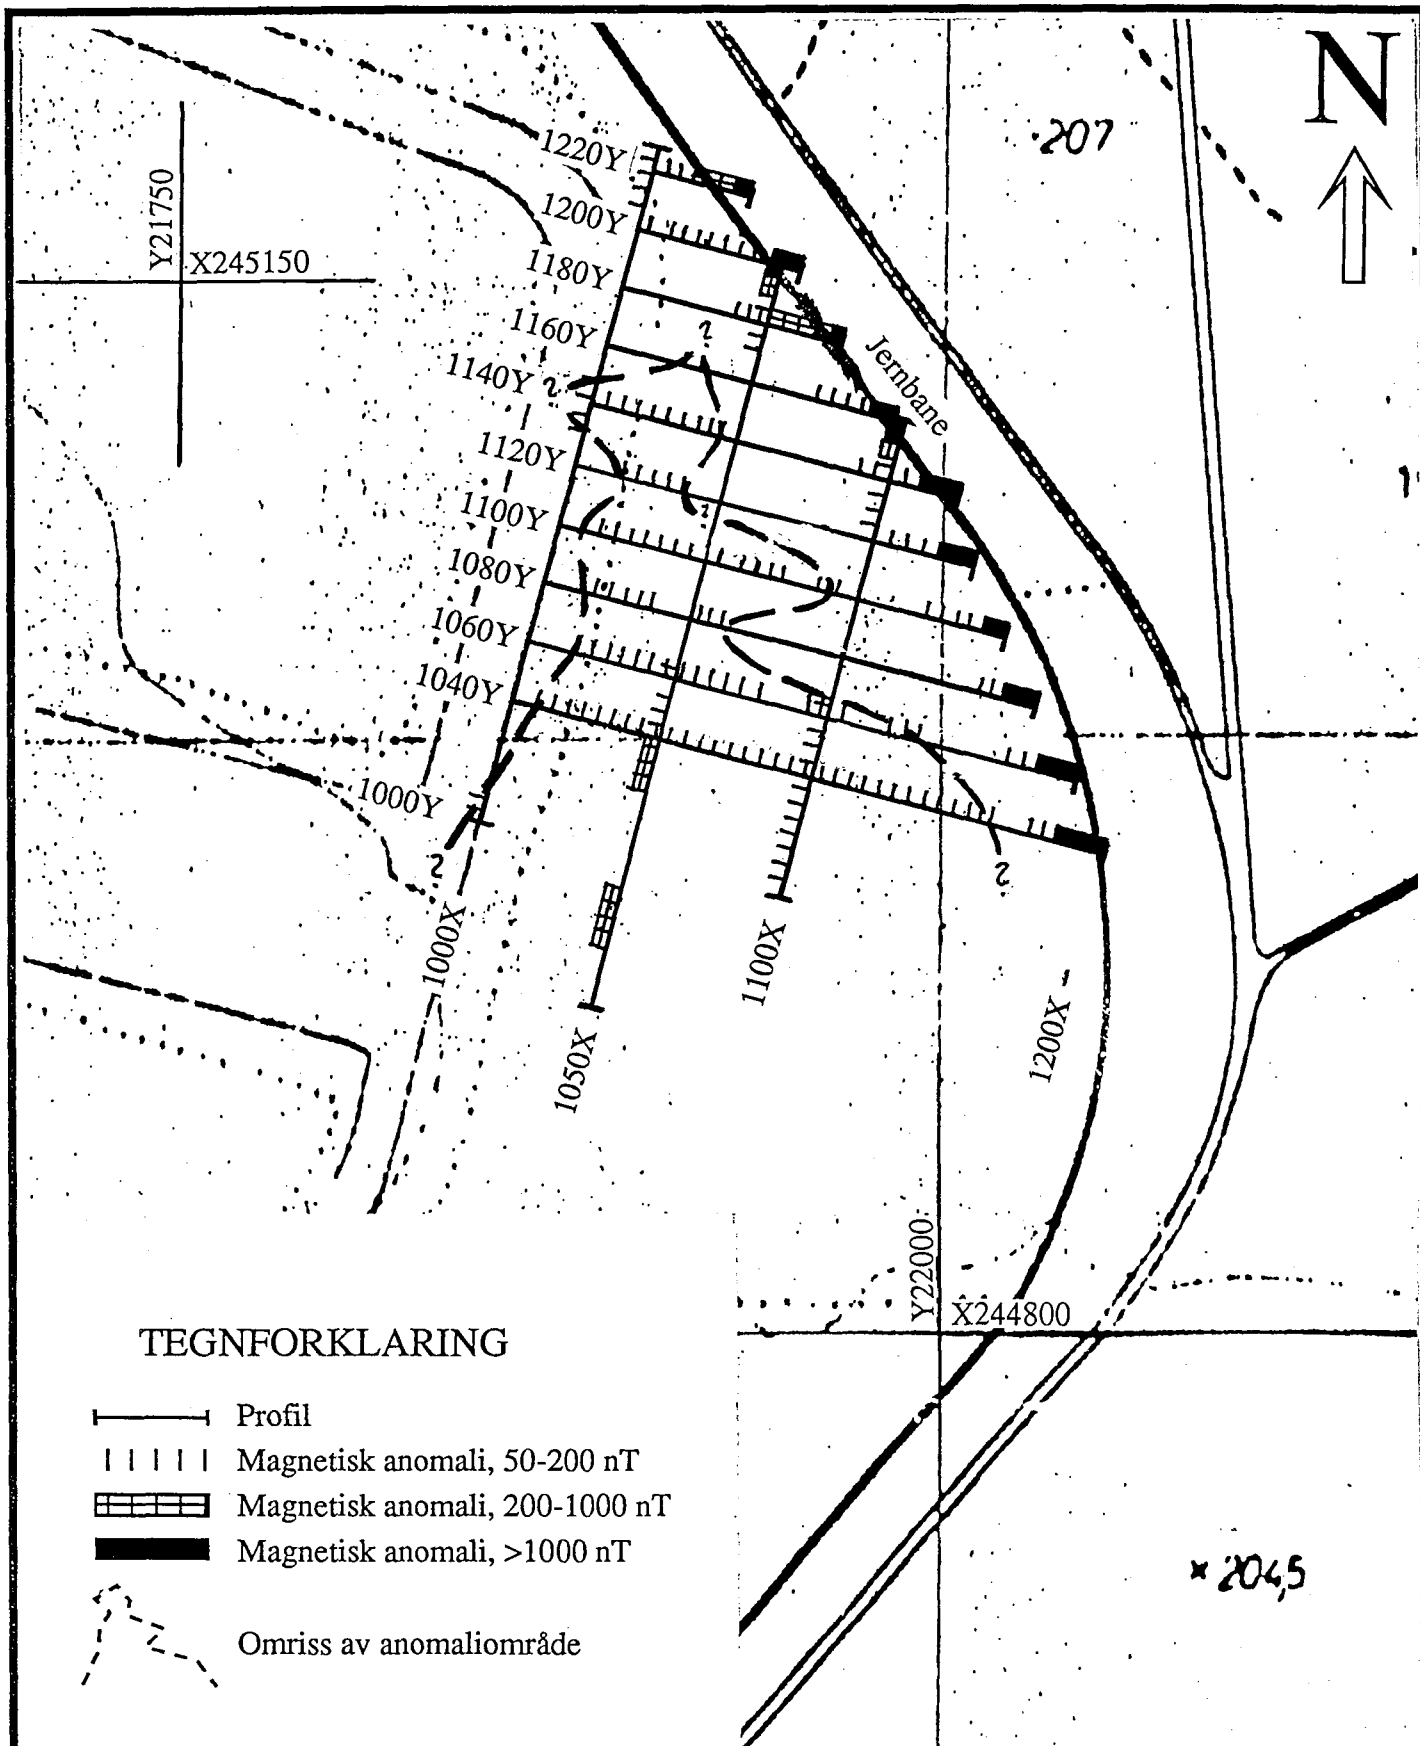 N
207
1220Y
1200Y
Y21750
X245150
1180Y
1160Y
?
Jernbane
1140Y ?
1120Y
1100Y
?
1080Y
1060Y
1040Y
1000Y
?
?
1000X
1100X
1050X
1200X
Y22000
X244800
TEGNFORKLARING
Profil
Magnetisk anomali, 50-200 nT
Magnetisk anomali, 200-1000 nT
Magnetisk anomali, >1000 nT
× 204,5
Omriss av anomaliområde